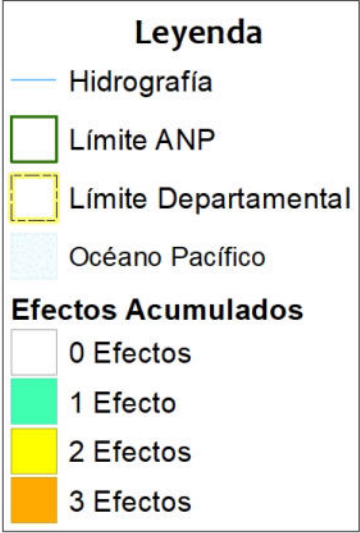 Leyenda
Hidrografía
Límite ANP
Límite Departamental
Océano Pacífico
Efectos Acumulados
0 Efectos
1 Efecto
2 Efectos
3 Efectos